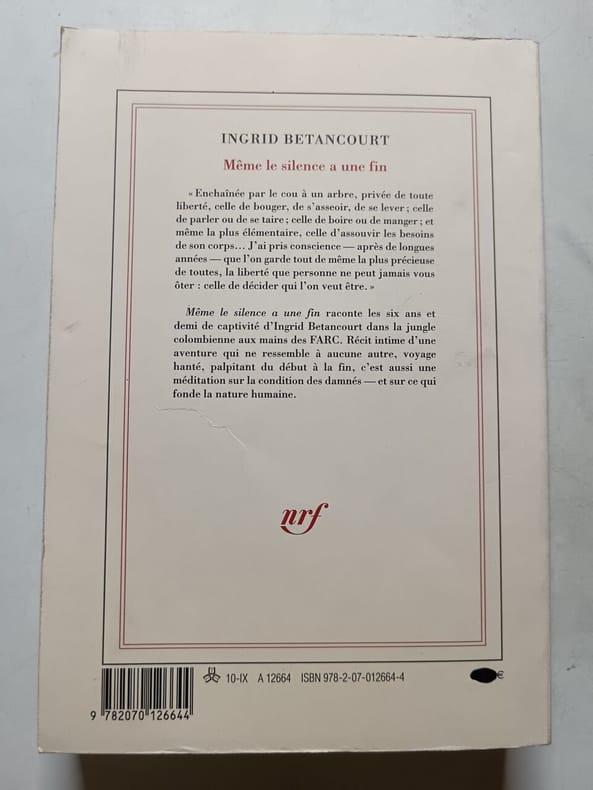 INGRID BETANCOURT
Même le silence a une fin
« Enchaînée par le cou à un arbre, privée de toute
liberté, celle de bouger, de s'asseoir, de se lever ; celle
de parler ou de se taire ; celle de boire ou de manger ; et
même la plus élémentaire, celle d'assouvir les besoins
de son corps... J'ai pris conscience — après de longues
années — que l'on garde tout de même la plus précieuse
de toutes, la liberté que personne ne peut jamais vous
ôter : celle de décider qui l'on veut être. »
Même le silence a une fin raconte les six ans et
demi de captivité d'Ingrid Betancourt dans la jungle
colombienne aux mains des FARC. Récit intime d'une
aventure qui ne ressemble à aucune autre, voyage
hanté, palpitant du début à la fin, c'est aussi une
méditation sur la condition des damnés — et sur ce qui
fonde la nature humaine.
nrf
10-IX A 12664 ISBN 978-2-07-012664-4 €
9 782070 126644